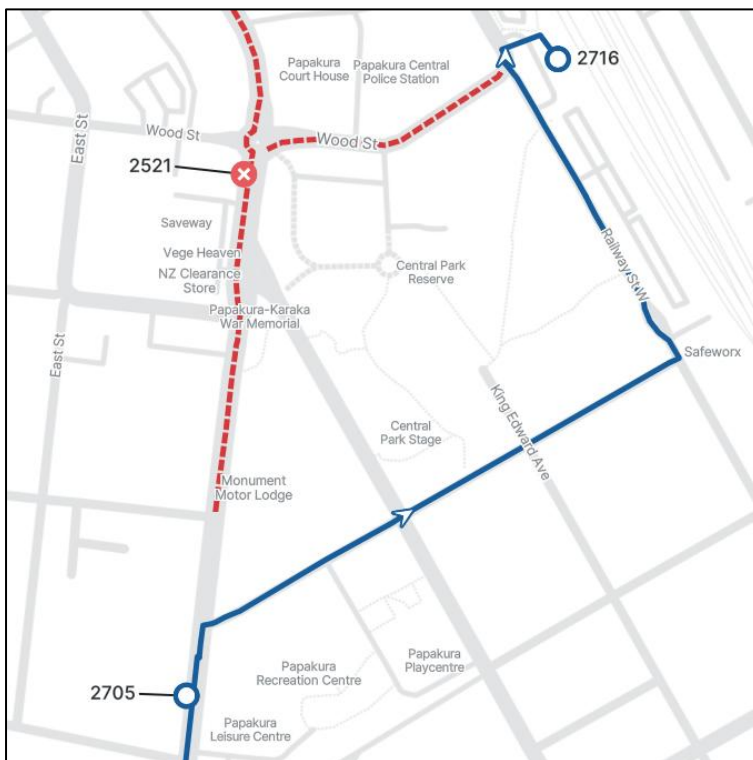 Papakura
Court House
Papakura Central
Police Station
2716
East St
Wood St
Wood St
2521
Saveway
Vege Heaven
NZ Clearance
Store
Central Park
Reserve
Railway St W
Papakura-Karaka
War Memorial
East St
Safeworx
King Edward Ave
Central
Park Stage
Monument
Motor Lodge
Papakura
Recreation Centre
Papakura
Playcentre
2705
Papakura
Leisure Centre